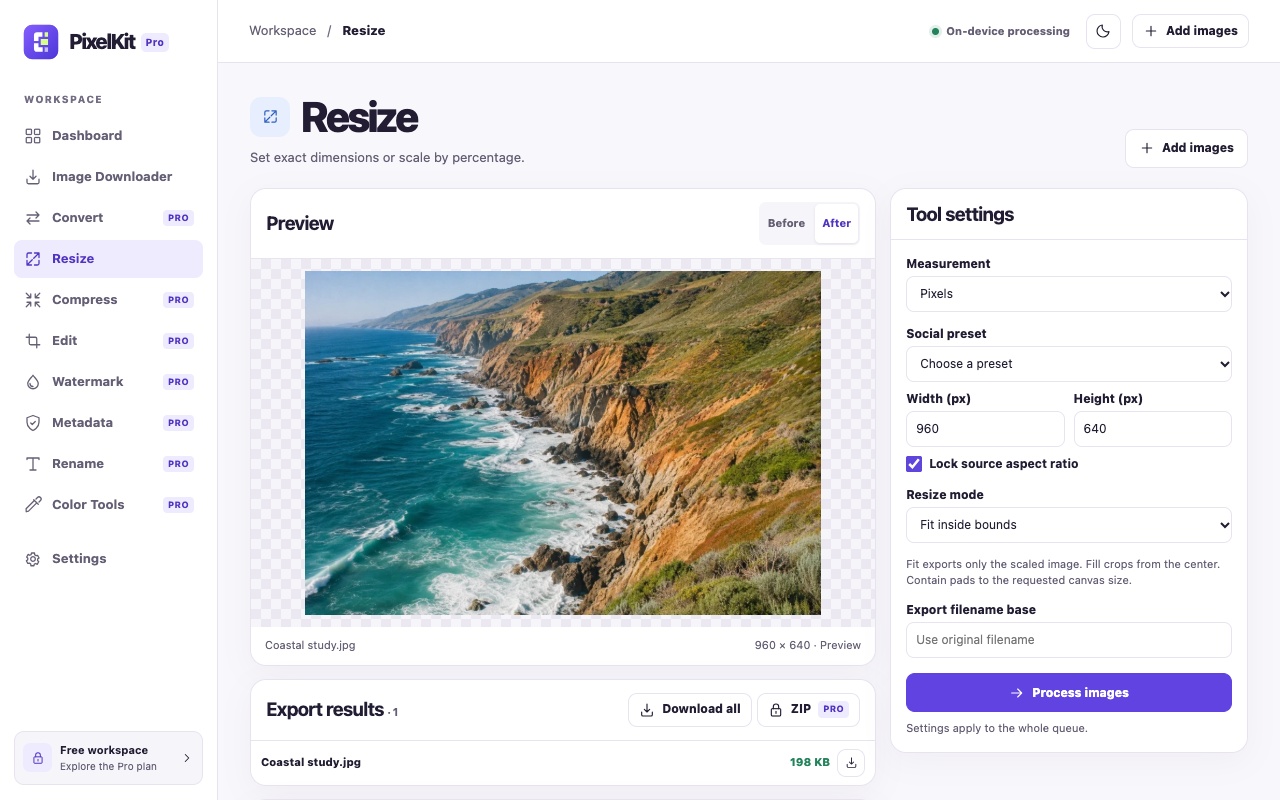 PixelKit Pro
WORKSPACE
Dashboard
Image Downloader
Convert PRO
Resize
Compress PRO
Edit PRO
Watermark PRO
Metadata PRO
Rename PRO
Color Tools PRO
Settings
Free workspace
Explore the Pro plan
Workspace / Resize
On-device processing
Add images
Resize
Set exact dimensions or scale by percentage.
Add images
Preview
Before After
Coastal study.jpg
960 × 640 · Preview
Export results · 1
Download all
ZIP PRO
Coastal study.jpg
198 KB
Tool settings
Measurement
Pixels
Social preset
Choose a preset
Width (px) Height (px)
960 640
Lock source aspect ratio
Resize mode
Fit inside bounds
Fit exports only the scaled image. Fill crops from the center.
Contain pads to the requested canvas size.
Export filename base
Use original filename
Process images
Settings apply to the whole queue.